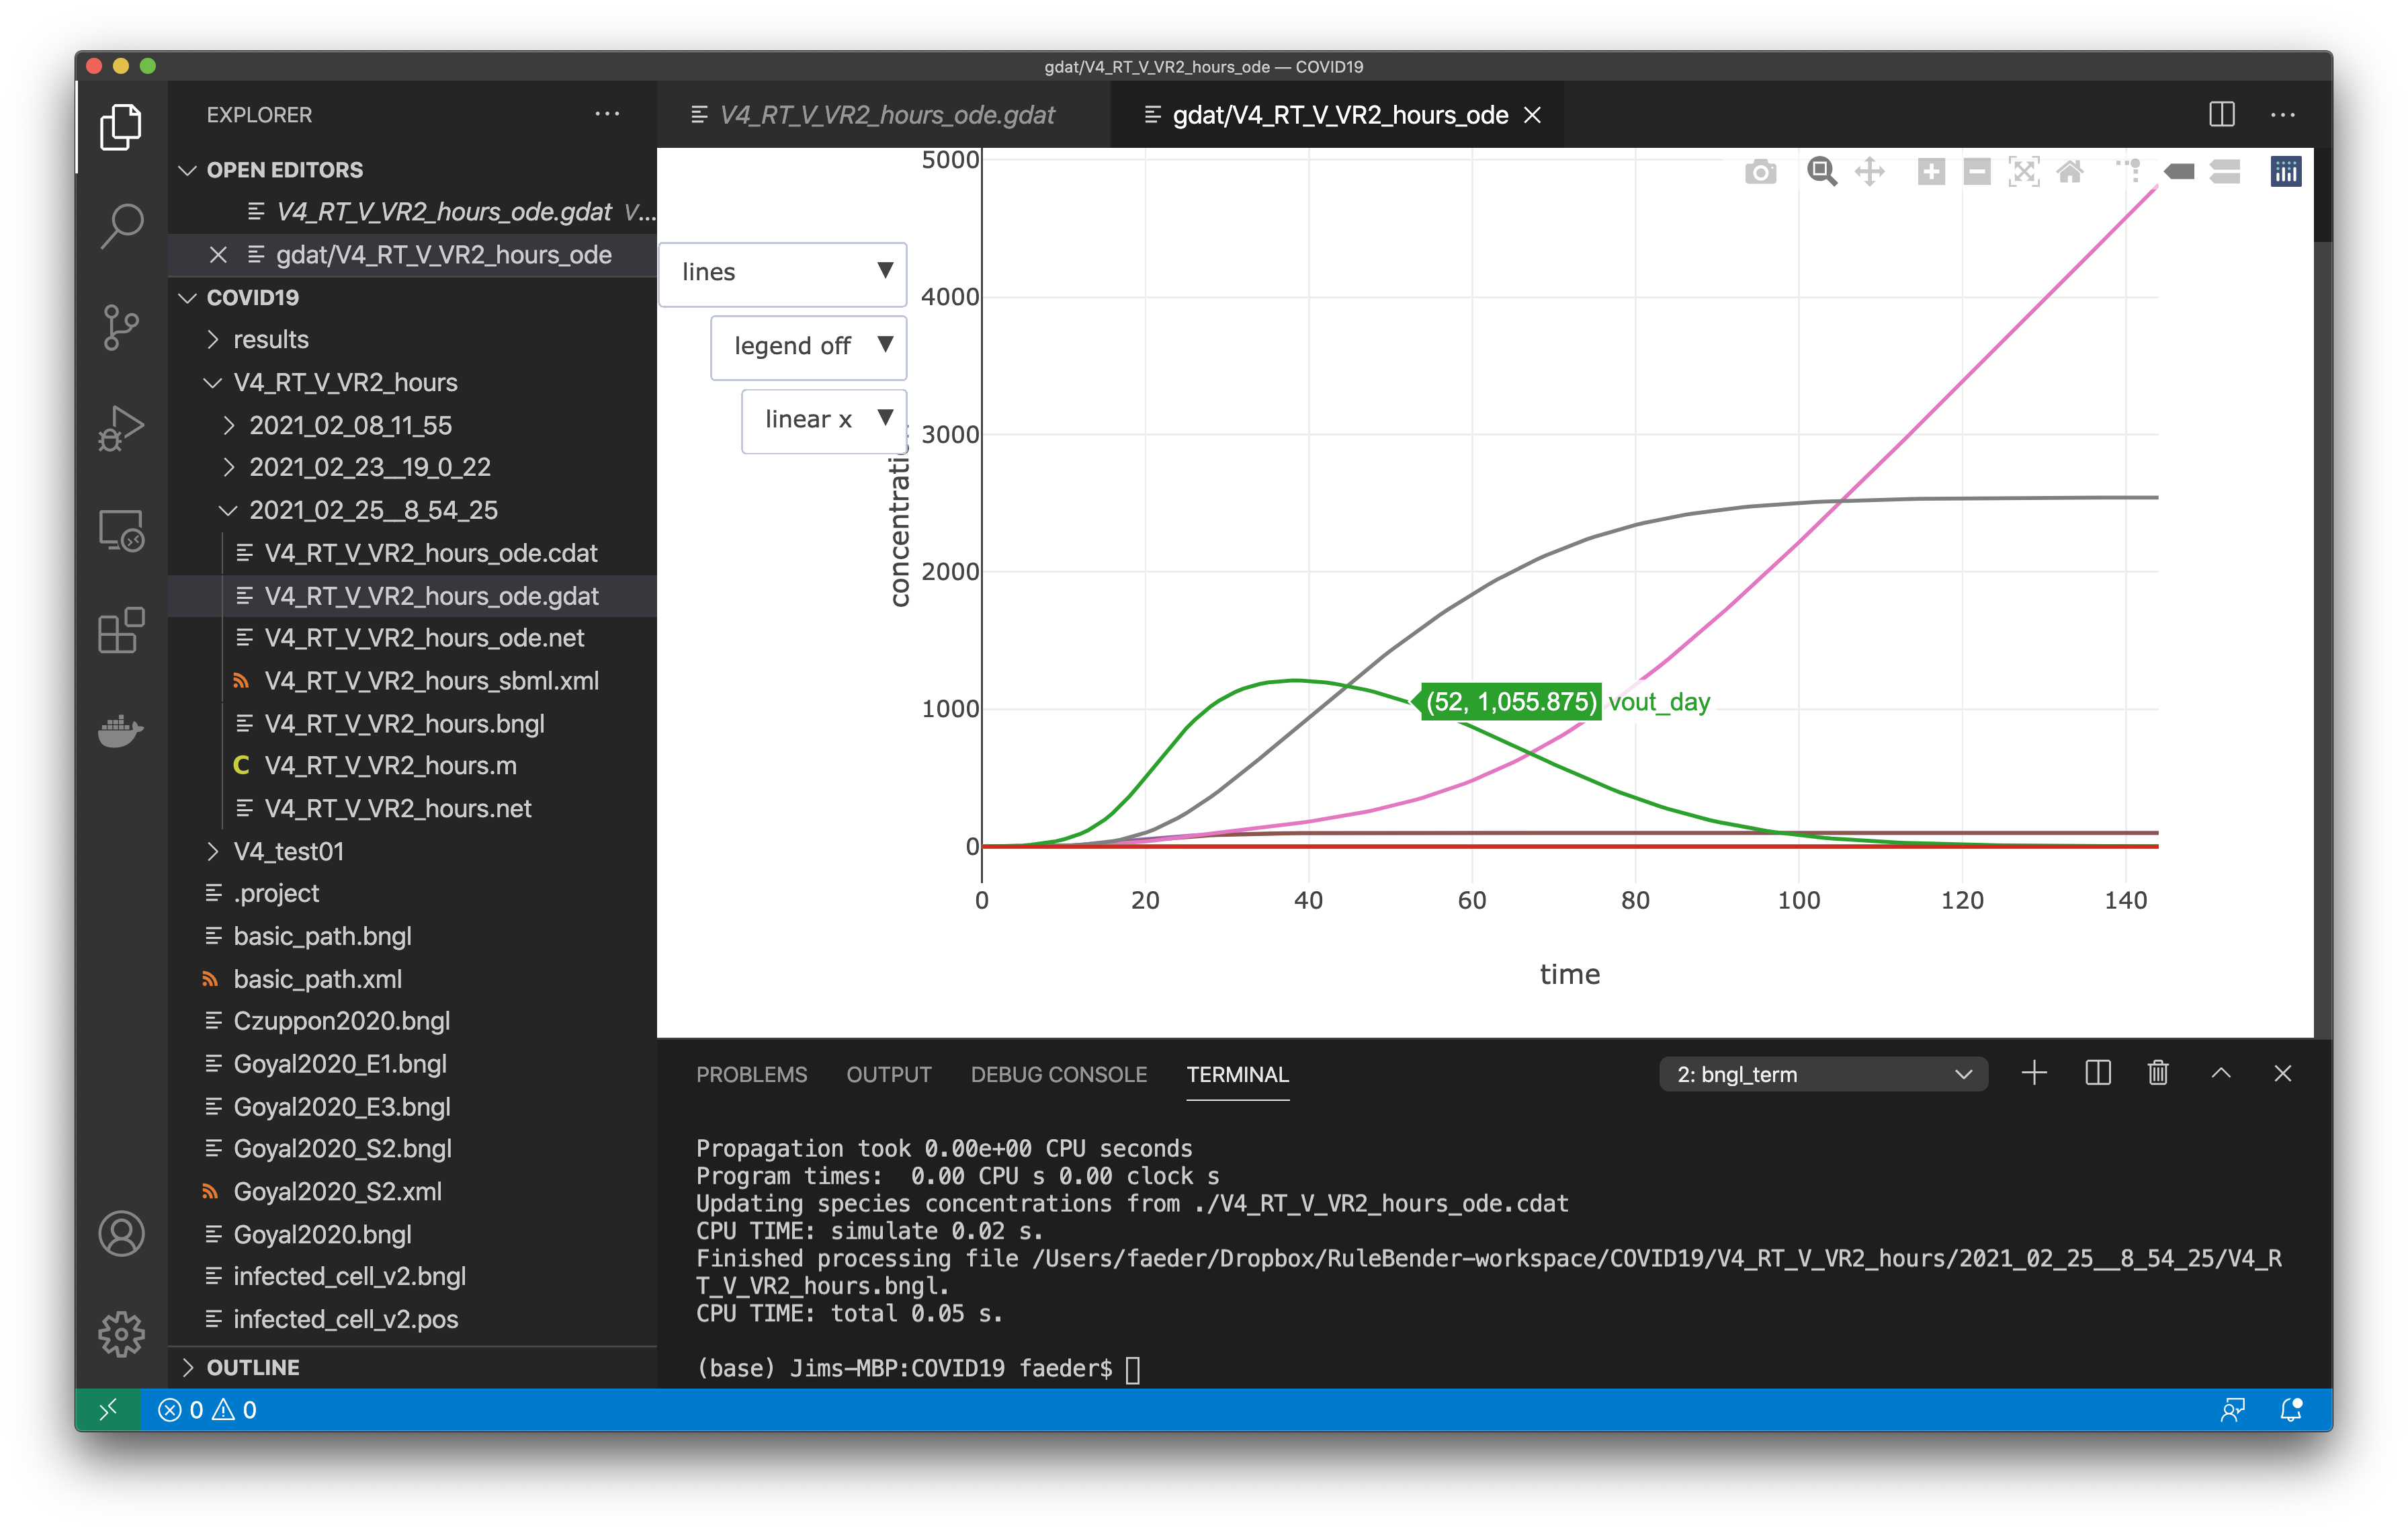 gdat/V4_RT_V_VR2_hours_ode — COVID19
EXPLORER
OPEN EDITORS
V4_RT_V_VR2_hours_ode.gdat V...
gdat/V4_RT_V_VR2_hours_ode
COVID19
results
V4_RT_V_VR2_hours
2021_02_08_11_55
2021_02_23__19_0_22
2021_02_25__8_54_25
V4_RT_V_VR2_hours_ode.cdat
V4_RT_V_VR2_hours_ode.gdat
V4_RT_V_VR2_hours_ode.net
V4_RT_V_VR2_hours_sbml.xml
V4_RT_V_VR2_hours.bngl
C V4_RT_V_VR2_hours.m
V4_RT_V_VR2_hours.net
V4_test01
.project
basic_path.bngl
basic_path.xml
Czuppon2020.bngl
Goyal2020_E1.bngl
Goyal2020_E3.bngl
Goyal2020_S2.bngl
Goyal2020_S2.xml
Goyal2020.bngl
infected_cell_v2.bngl
infected_cell_v2.pos
OUTLINE
0 0
V4_RT_V_VR2_hours_ode.gdat
gdat/V4_RT_V_VR2_hours_ode
lines
legend off
linear x
concentration
5000
4000
3000
2000
1000
0
(52, 1,055.875) vout_day
0 20 40 60 80 100 120 140
time
PROBLEMS OUTPUT DEBUG CONSOLE TERMINAL
2: bngl_term
Propagation took 0.00e+00 CPU seconds
Program times:  0.00 CPU s 0.00 clock s
Updating species concentrations from ./V4_RT_V_VR2_hours_ode.cdat
CPU TIME: simulate 0.02 s.
Finished processing file /Users/faeder/Dropbox/RuleBender-workspace/COVID19/V4_RT_V_VR2_hours/2021_02_25__8_54_25/V4_R
T_V_VR2_hours.bngl.
CPU TIME: total 0.05 s.
(base) Jims-MBP:COVID19 faeder$